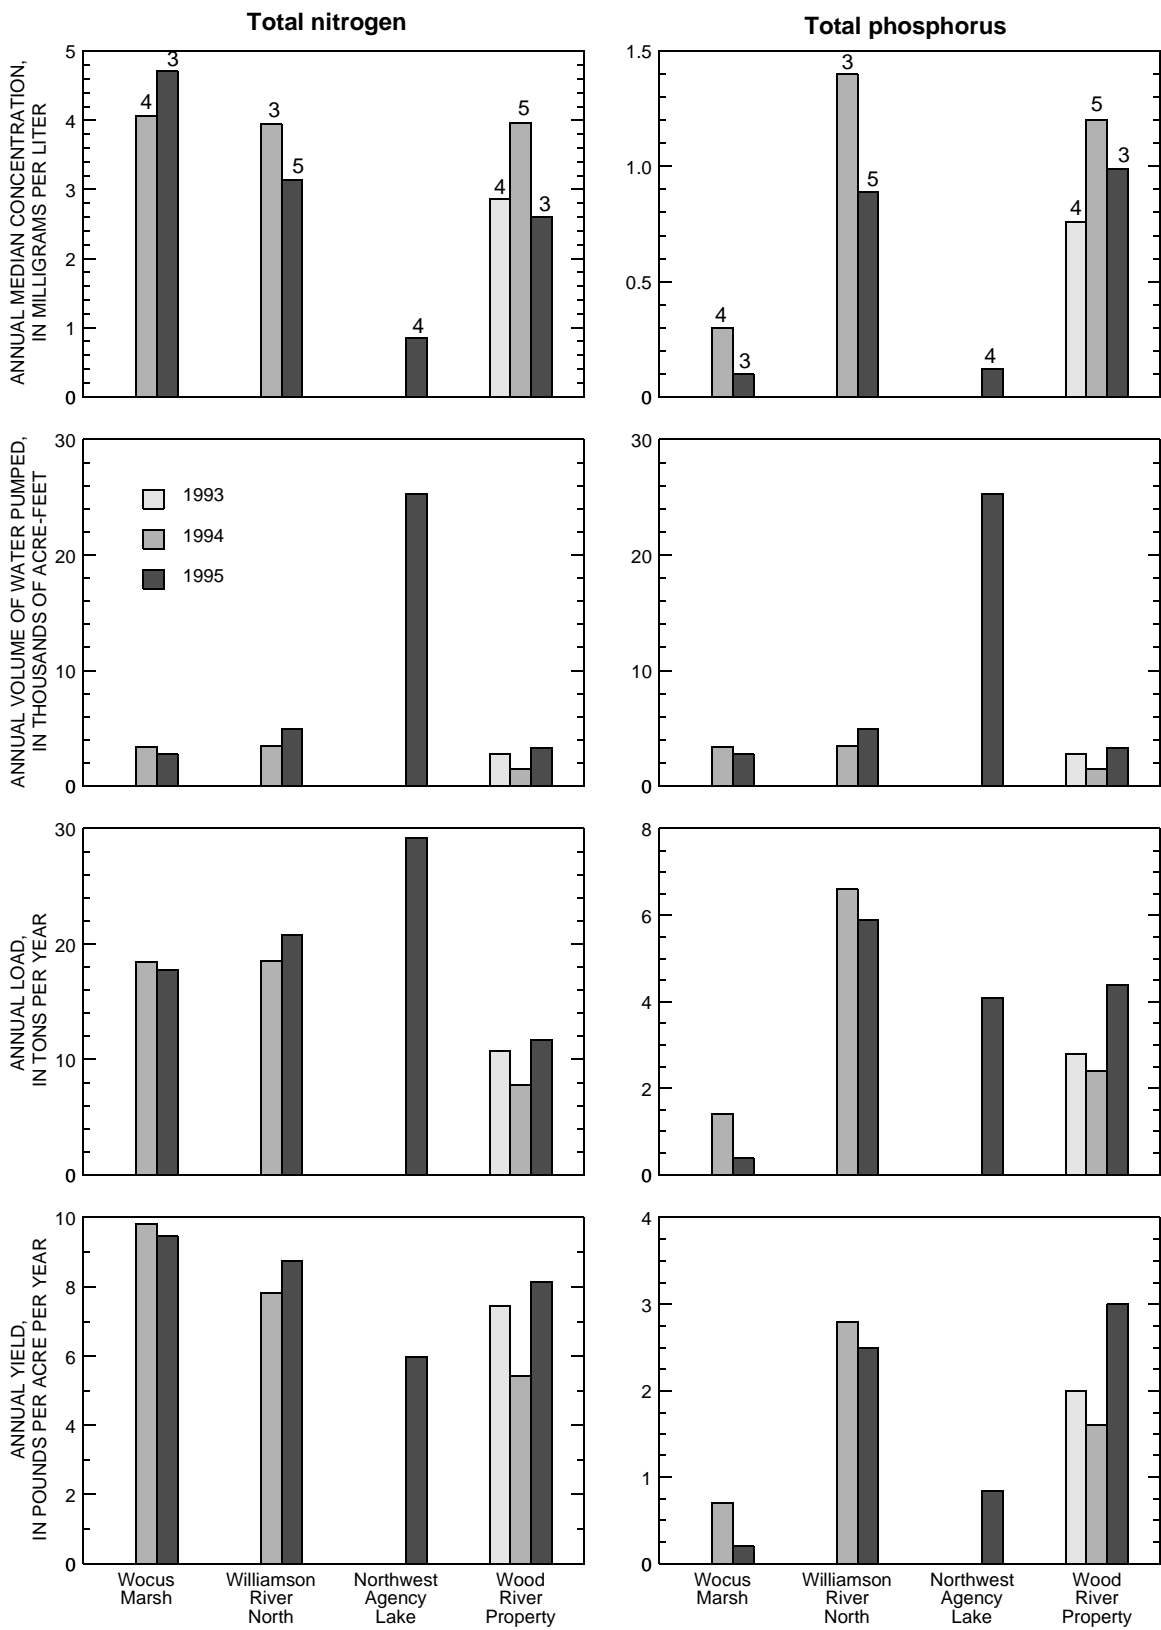 Total nitrogen
Total phosphorus
ANNUAL MEDIAN CONCENTRATION,
IN MILLIGRAMS PER LITER
5
4
3
2
1
0
4
3
3
5
4
4
5
3
1.5
1.0
0.5
0
4
3
3
5
4
4
5
3
ANNUAL VOLUME OF WATER PUMPED,
IN THOUSANDS OF ACRE-FEET
30
20
10
0
1993
1994
1995
30
20
10
0
ANNUAL LOAD,
IN TONS PER YEAR
30
20
10
0
8
6
4
2
0
ANNUAL YIELD,
IN POUNDS PER ACRE PER YEAR
10
8
6
4
2
0
4
3
2
1
0
Wocus
Marsh
Williamson
River
North
Northwest
Agency
Lake
Wood
River
Property
Wocus
Marsh
Williamson
River
North
Northwest
Agency
Lake
Wood
River
Property